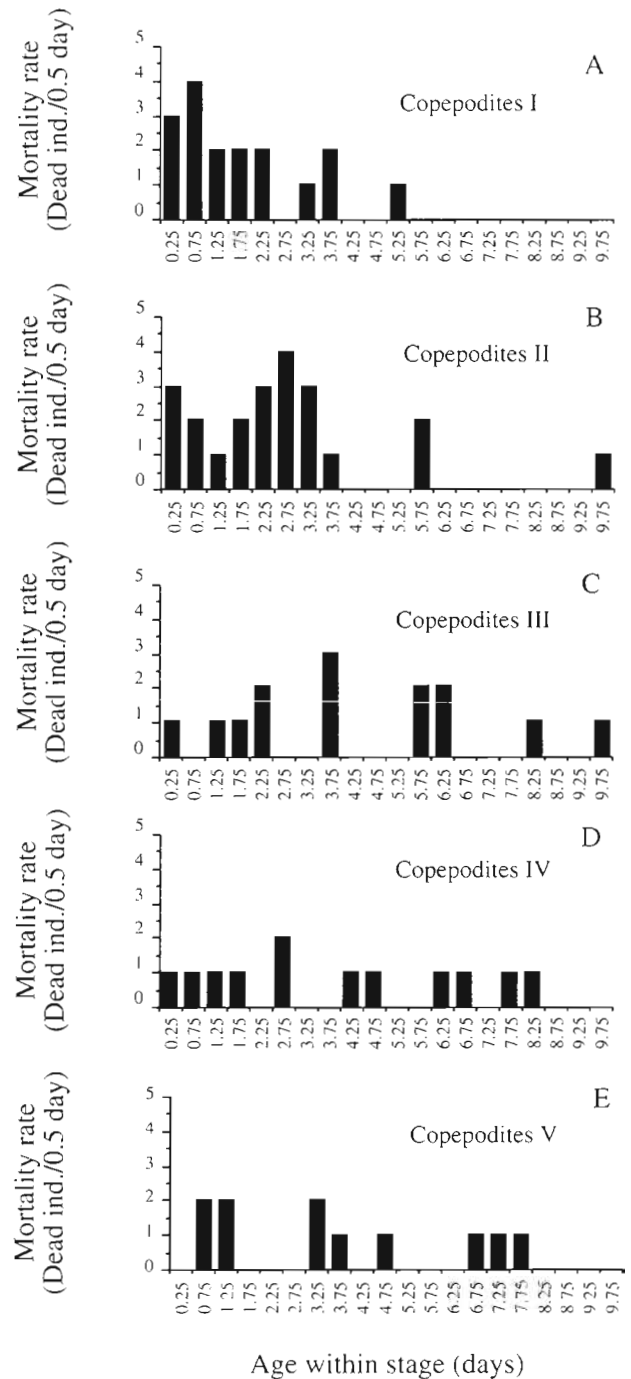 A
Copepodites I
Mortality rate
(Dead ind./0.5 day)
5
4
3
2
1
0
0.25 0.75 1.25 1.75 2.25 2.75 3.25 3.75 4.25 4.75 5.25 5.75 6.25 6.75 7.25 7.75 8.25 8.75 9.25 9.75
B
Copepodites II
Mortality rate
(Dead ind./0.5 day)
5
4
3
2
1
0
0.25 0.75 1.25 1.75 2.25 2.75 3.25 3.75 4.25 4.75 5.25 5.75 6.25 6.75 7.25 7.75 8.25 8.75 9.25 9.75
C
Copepodites III
Mortality rate
(Dead ind./0.5 day)
5
4
3
2
1
0
0.25 0.75 1.25 1.75 2.25 2.75 3.25 3.75 4.25 4.75 5.25 5.75 6.25 6.75 7.25 7.75 8.25 8.75 9.25 9.75
D
Copepodites IV
Mortality rate
(Dead ind./0.5 day)
5
4
3
2
1
0
0.25 0.75 1.25 1.75 2.25 2.75 3.25 3.75 4.25 4.75 5.25 5.75 6.25 6.75 7.25 7.75 8.25 8.75 9.25 9.75
E
Copepodites V
Mortality rate
(Dead ind./0.5 day)
5
4
3
2
1
0
0.25 0.75 1.25 1.75 2.25 2.75 3.25 3.75 4.25 4.75 5.25 5.75 6.25 6.75 7.25 7.75 8.25 8.75 9.25 9.75
Age within stage (days)